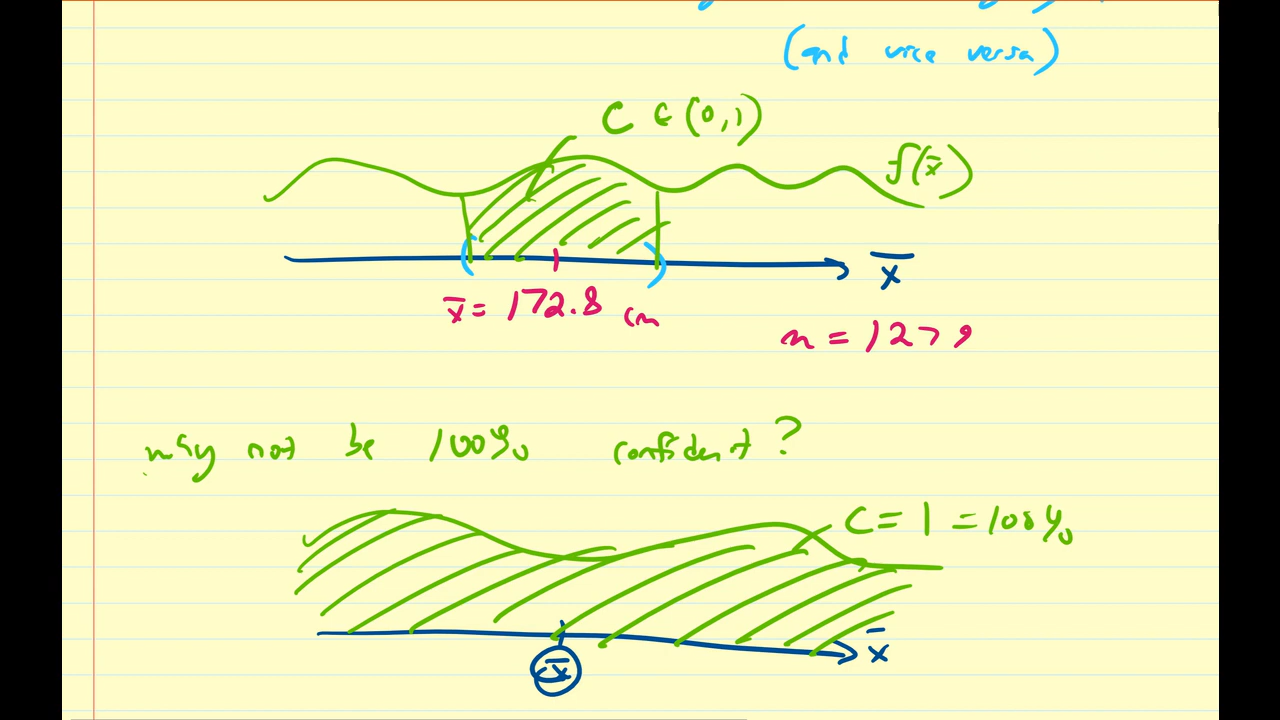 (and vice versa)
C ∈ (0,1)
f(x̄)
X̄
x̄ = 172.8 cm
n = 1279
why not be 100% confident?
C = 1 = 100%
x̄
X̄